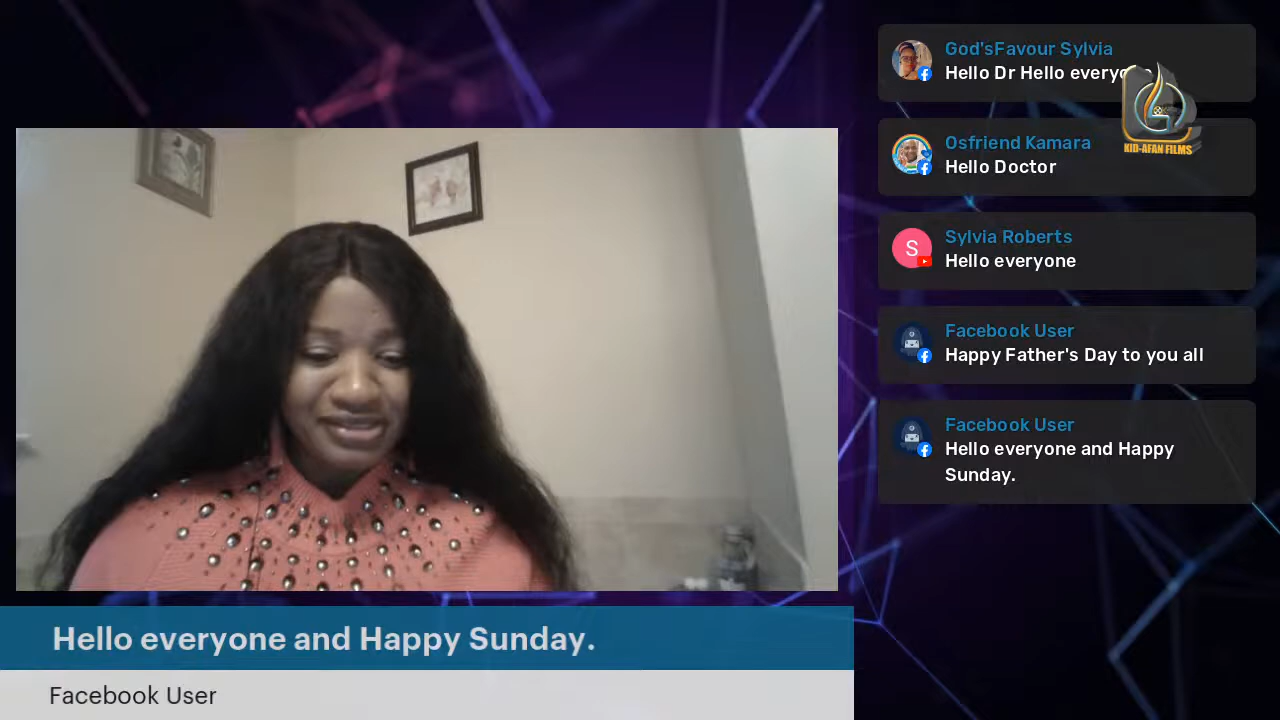 God'sFavour Sylvia
Hello Dr Hello everyone
KID-AFAN FILMS
Osfriend Kamara
Hello Doctor
S
Sylvia Roberts
Hello everyone
Facebook User
Happy Father's Day to you all
Facebook User
Hello everyone and Happy
Sunday.
Hello everyone and Happy Sunday.
Facebook User